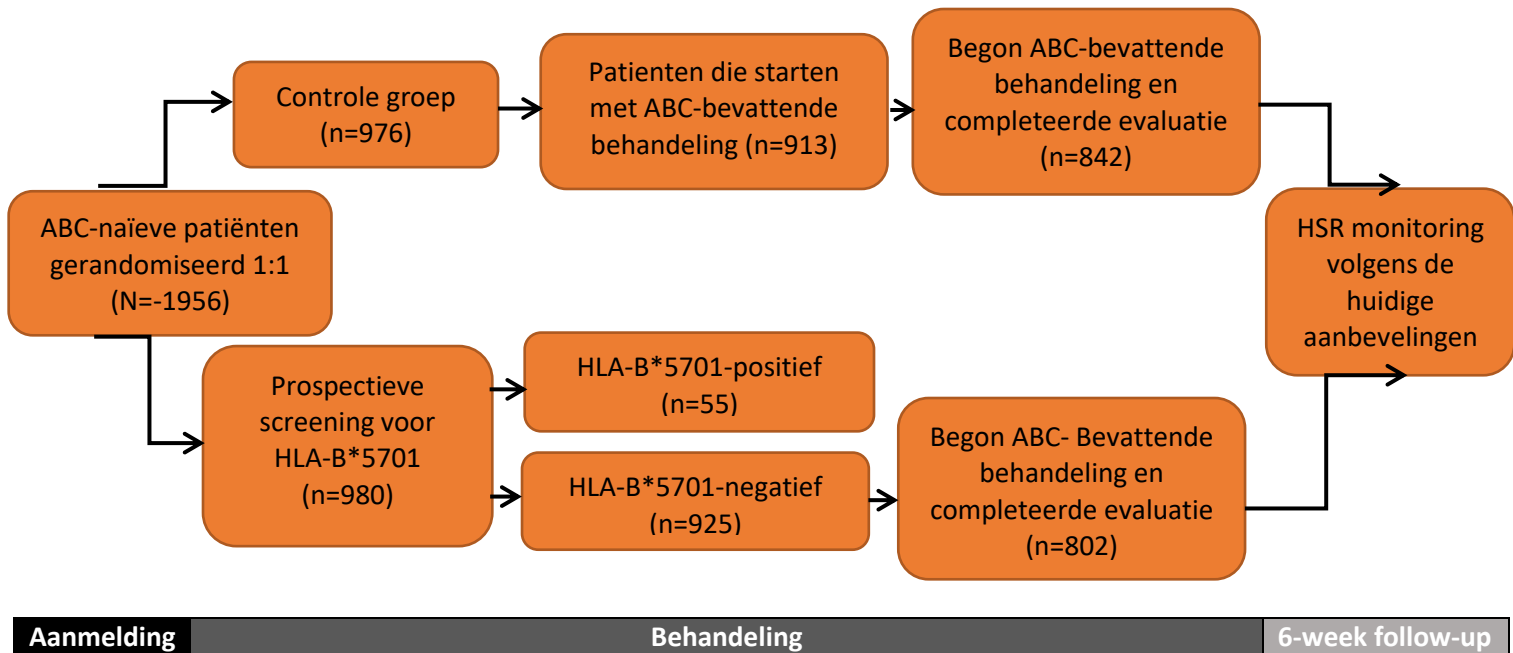 Controle groep
(n=976)
Patienten die starten
met ABC-bevattende
behandeling (n=913)
Begon ABC-bevattende
behandeling en
completeerde evaluatie
(n=842)
ABC-naïeve patiënten
gerandomiseerd 1:1
(N=-1956)
HSR monitoring
volgens de
huidige
aanbevelingen
Prospectieve
screening voor
HLA-B*5701
(n=980)
HLA-B*5701-positief
(n=55)
HLA-B*5701-negatief
(n=925)
Begon ABC- Bevattende
behandeling en
completeerde evaluatie
(n=802)
Aanmelding
Behandeling
6-week follow-up